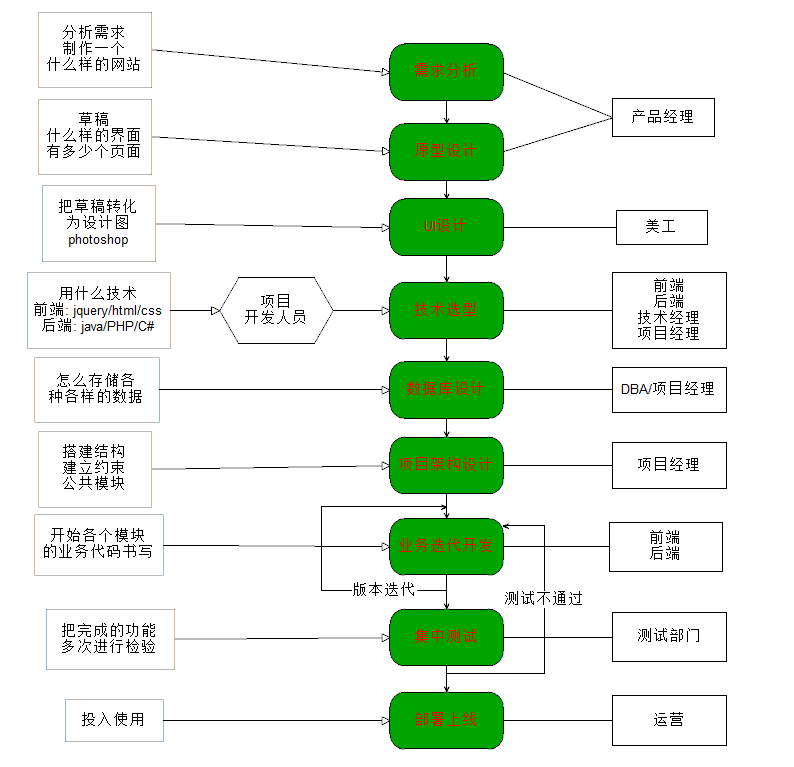 分析需求
制作一个
什么样的网站
需求分析
草稿
什么样的界面
有多少个页面
原型设计
产品经理
把草稿转化
为设计图
photoshop
UI设计
美工
用什么技术
前端: jquery/html/css
后端: java/PHP/C#
项目
开发人员
技术选型
前端
后端
技术经理
项目经理
怎么存储各
种各样的数据
数据库设计
DBA/项目经理
搭建结构
建立约束
公共模块
项目架构设计
项目经理
开始各个模块
的业务代码书写
业务迭代开发
前端
后端
版本迭代
测试不通过
把完成的功能
多次进行检验
集中测试
测试部门
投入使用
部署上线
运营